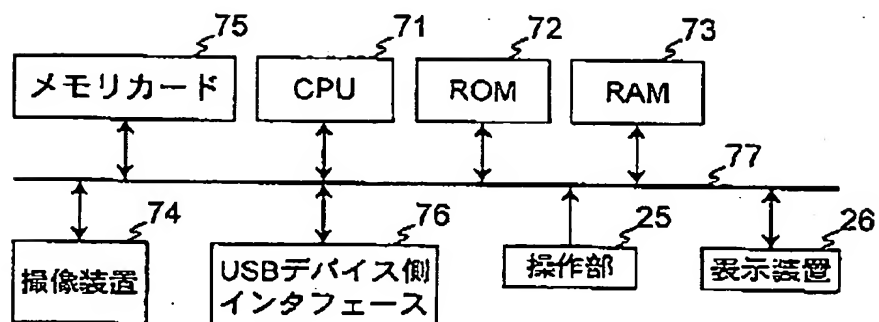 75
71
72
73
メモリカード
CPU
ROM
RAM
77
74
76
25
26
撮像装置
USBデバイス側
インタフェース
操作部
表示装置